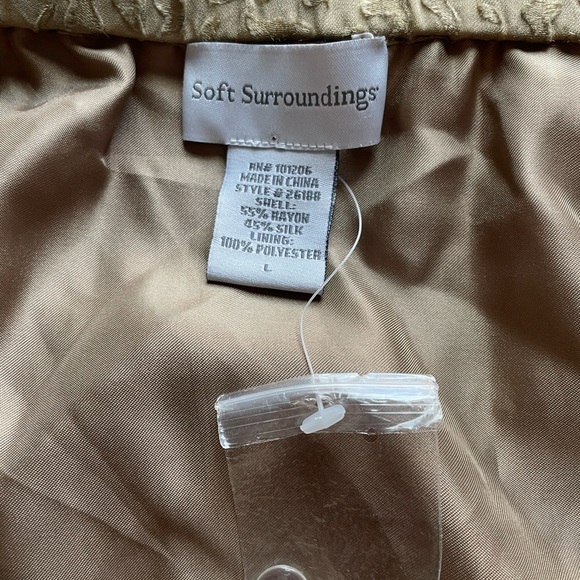 Soft Surroundings
RN# 101206
MADE IN CHINA
STYLE # 26188
SHELL:
55% RAYON
45% SILK
LINING:
100% POLYESTER
L